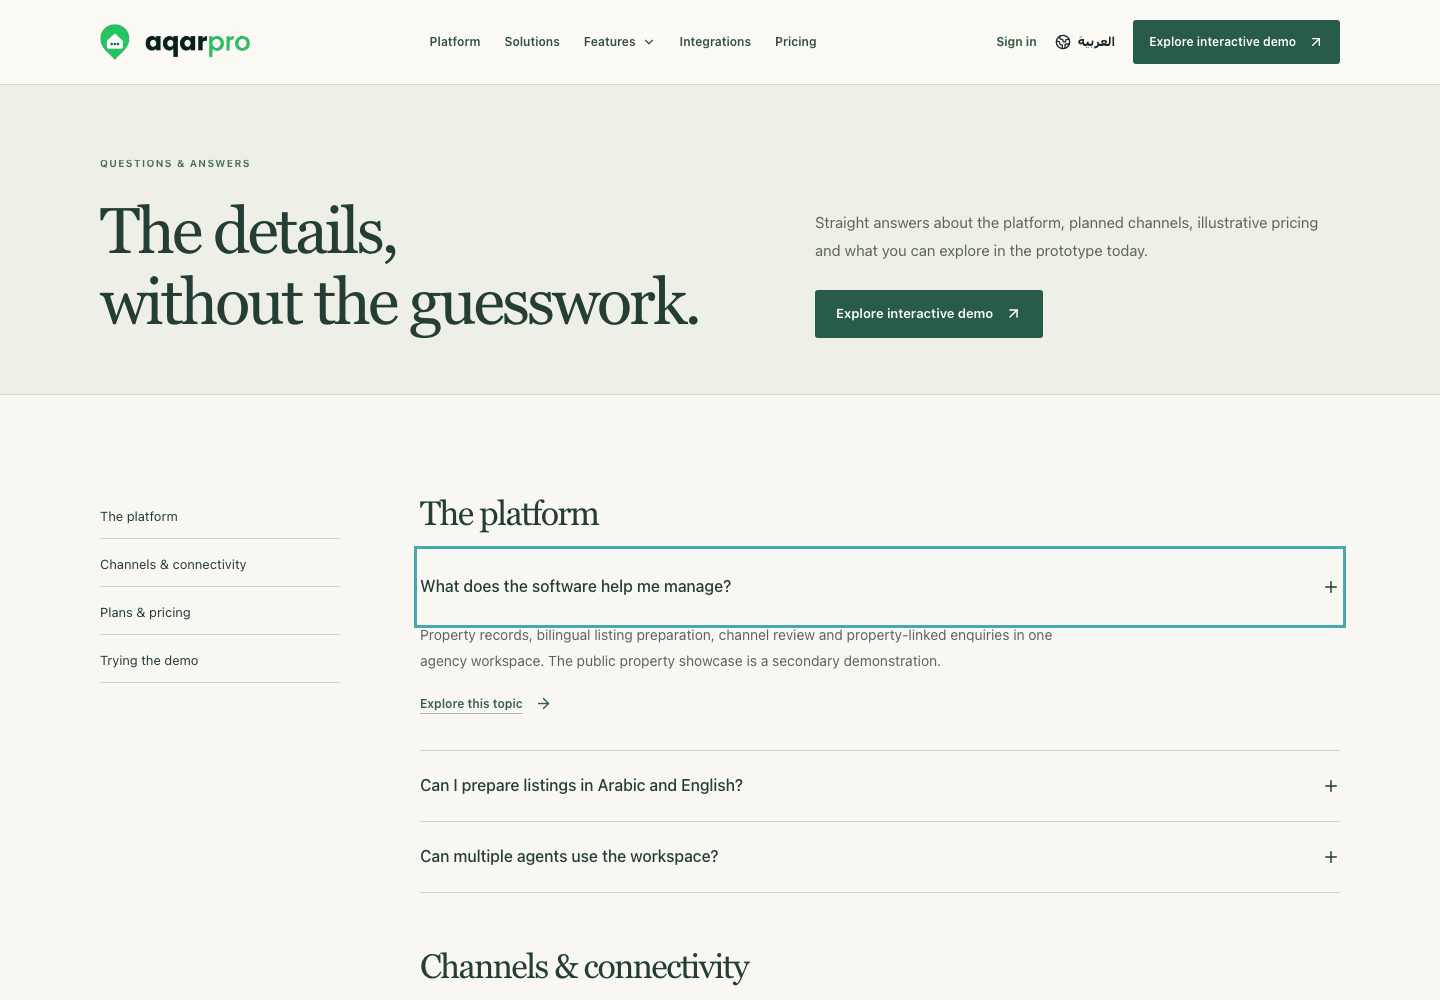 aqarpro
Platform
Solutions
Features
Integrations
Pricing
Sign in
العربية
Explore interactive demo
QUESTIONS & ANSWERS
The details,
without the guesswork.
Straight answers about the platform, planned channels, illustrative pricing
and what you can explore in the prototype today.
Explore interactive demo
The platform
Channels & connectivity
Plans & pricing
Trying the demo
The platform
What does the software help me manage?
Property records, bilingual listing preparation, channel review and property-linked enquiries in one
agency workspace. The public property showcase is a secondary demonstration.
Explore this topic
Can I prepare listings in Arabic and English?
Can multiple agents use the workspace?
Channels & connectivity